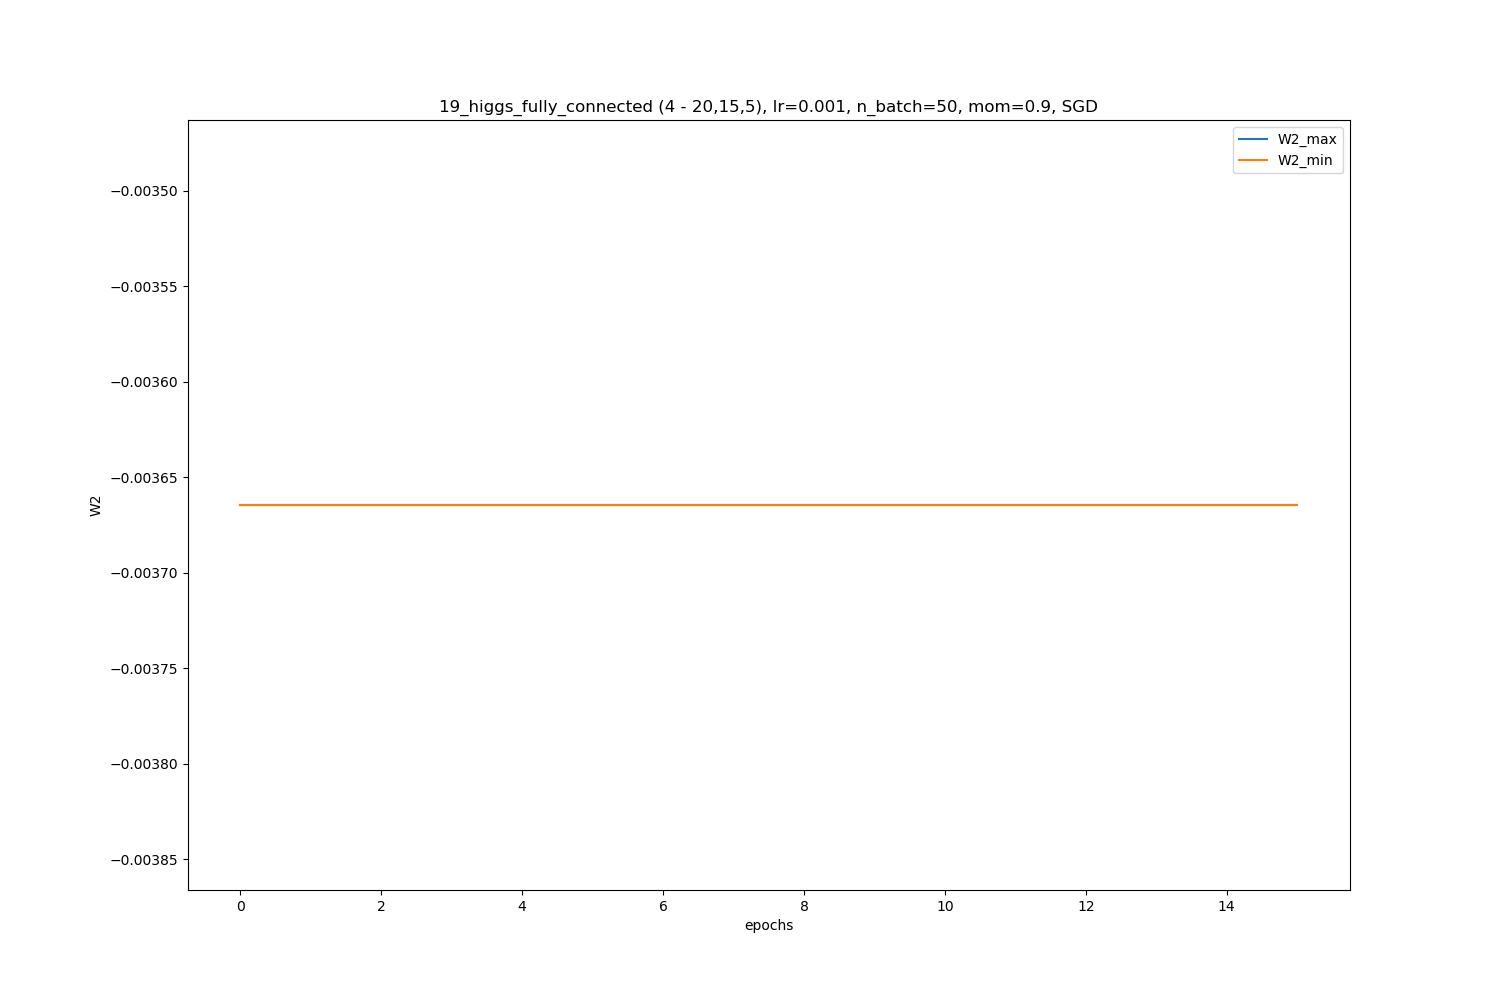 19_higgs_fully_connected (4 - 20,15,5), lr=0.001, n_batch=50, mom=0.9, SGD
W2_max
W2_min
−0.00350
−0.00355
−0.00360
−0.00365
−0.00370
−0.00375
−0.00380
−0.00385
W2
0 2 4 6 8 10 12 14
epochs